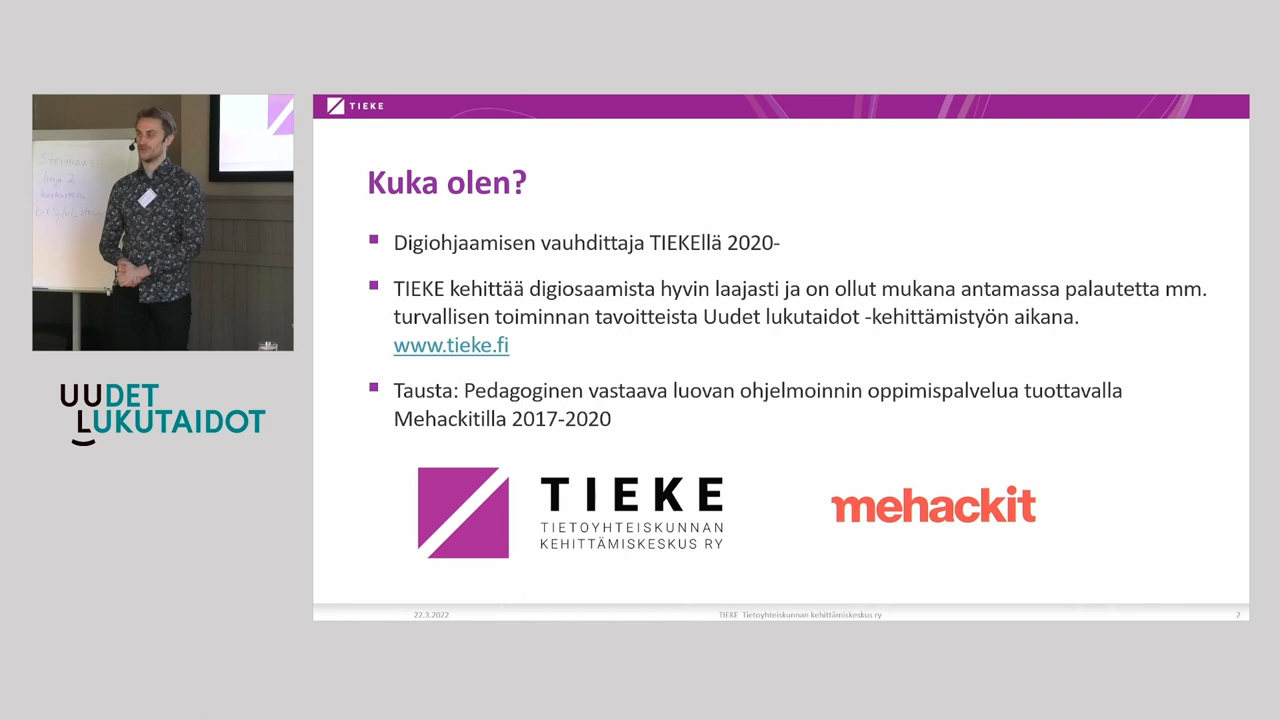 TIEKE
Kuka olen?
Digiohjaamisen vauhdittaja TIEKEllä 2020-
TIEKE kehittää digiosaamista hyvin laajasti ja on ollut mukana antamassa palautetta mm.
turvallisen toiminnan tavoitteista Uudet lukutaidot -kehittämistyön aikana.
www.tieke.fi
Tausta: Pedagoginen vastaava luovan ohjelmoinnin oppimispalvelua tuottavalla
Mehackitilla 2017-2020
TIEKE
TIETOYHTEISKUNNAN
KEHITTÄMISKESKUS RY
mehackit
22.3.2022
TIEKE Tietoyhteiskunnan kehittämiskeskus ry
2
UUDET
LUKUTAIDOT